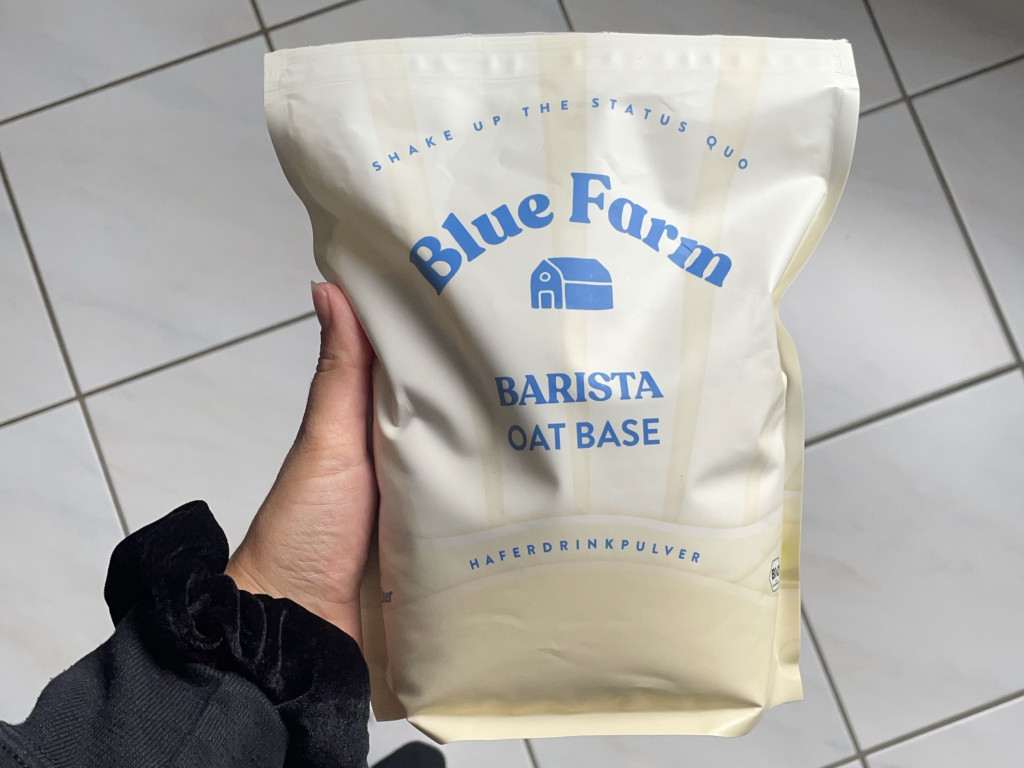 SHAKE UP THE STATUS QUO
Blue Farm
BARISTA
OAT BASE
HAFERDRINKPULVER